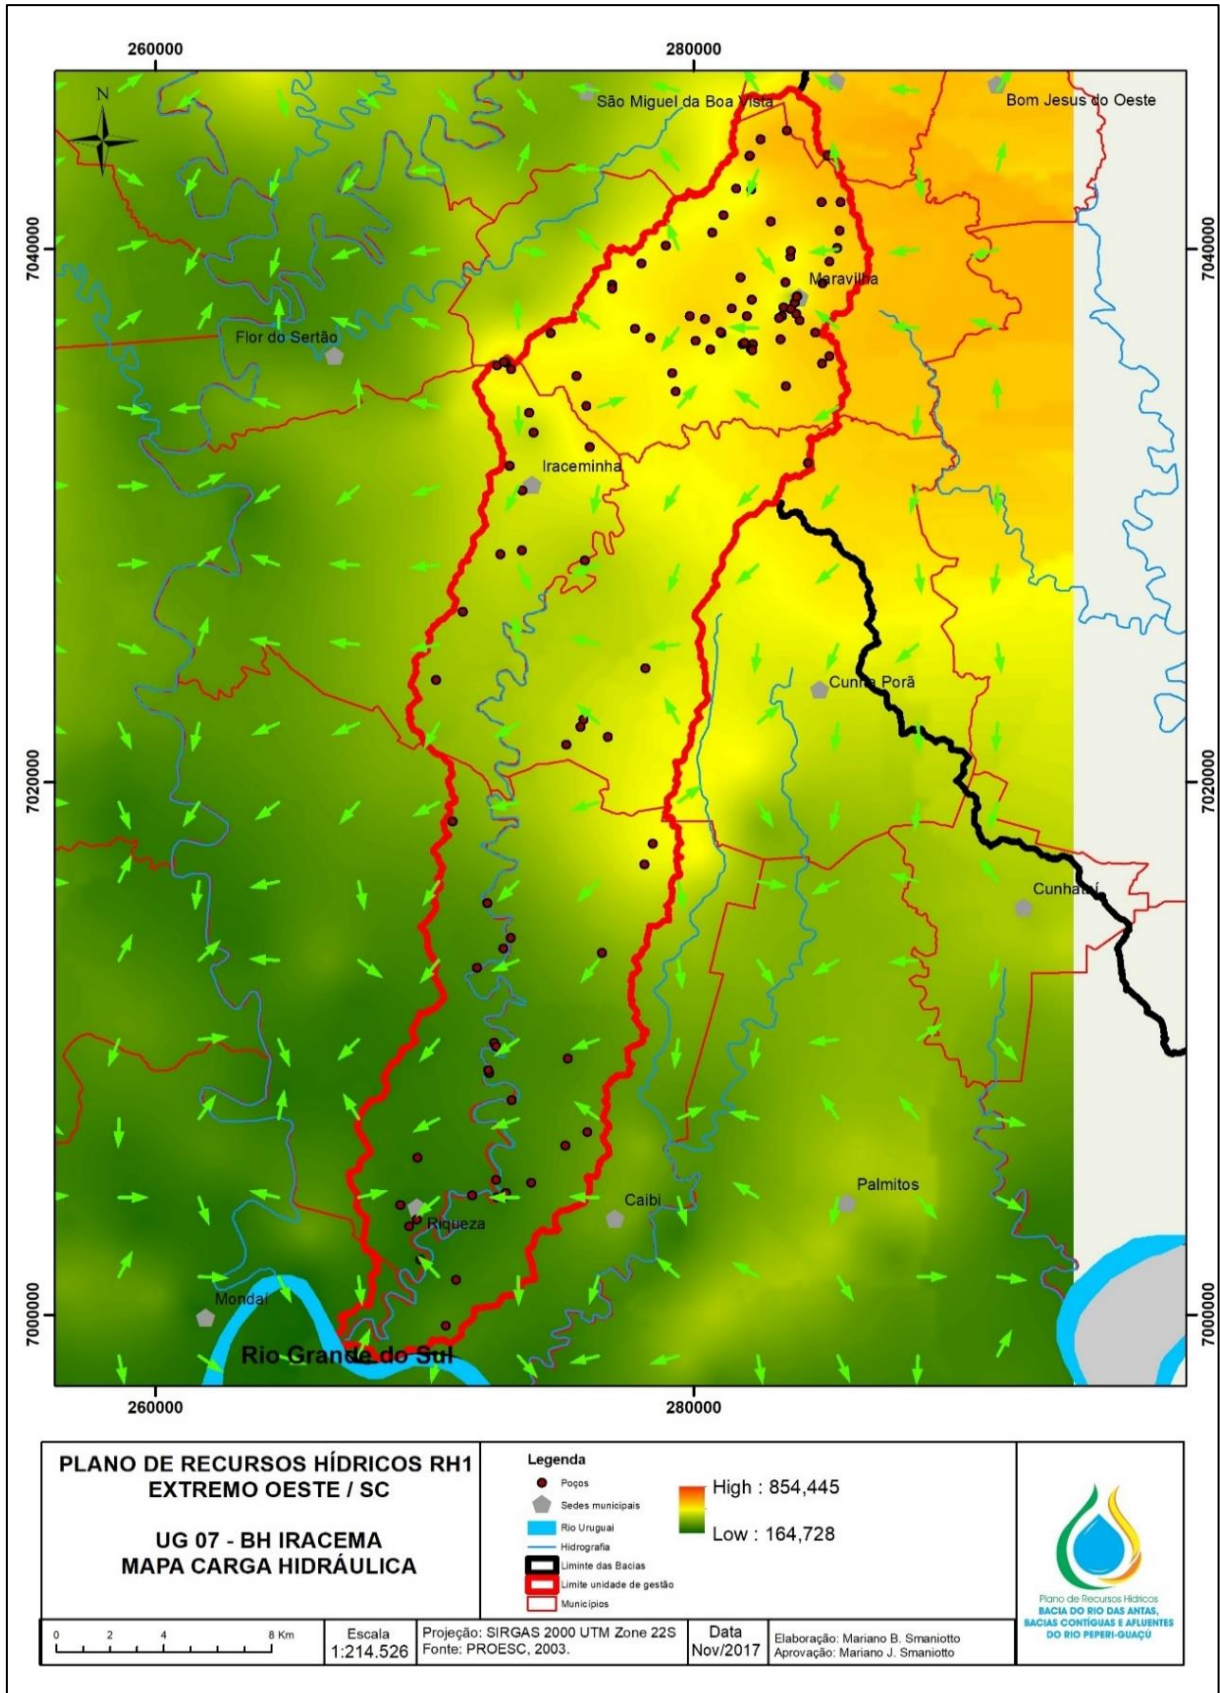 260000
280000
N
São Miguel da Boa Vista
Bom Jesus do Oeste
7040000
7040000
Maravilha
Flor do Sertão
Iraceminha
Cunha Porã
7020000
7020000
Cunhataí
Palmitos
Caibi
Riqueza
Mondaí
7000000
7000000
Rio Grande do Sul
260000
280000
PLANO DE RECURSOS HÍDRICOS RH1
EXTREMO OESTE / SC
UG 07 - BH IRACEMA
MAPA CARGA HIDRÁULICA
Legenda
Poços
Sedes municipais
Rio Uruguai
Hidrografia
Liminte das Bacias
Limite unidade de gestão
Municípios
High : 854,445
Low : 164,728
Plano de Recursos Hídricos
BACIA DO RIO DAS ANTAS,
BACIAS CONTÍGUAS E AFLUENTES
DO RIO PEPERI-GUAÇÚ
0 2 4 8 Km
Escala
1:214.526
Projeção: SIRGAS 2000 UTM Zone 22S
Fonte: PROESC, 2003.
Data
Nov/2017
Elaboração: Mariano B. Smaniotto
Aprovação: Mariano J. Smaniotto